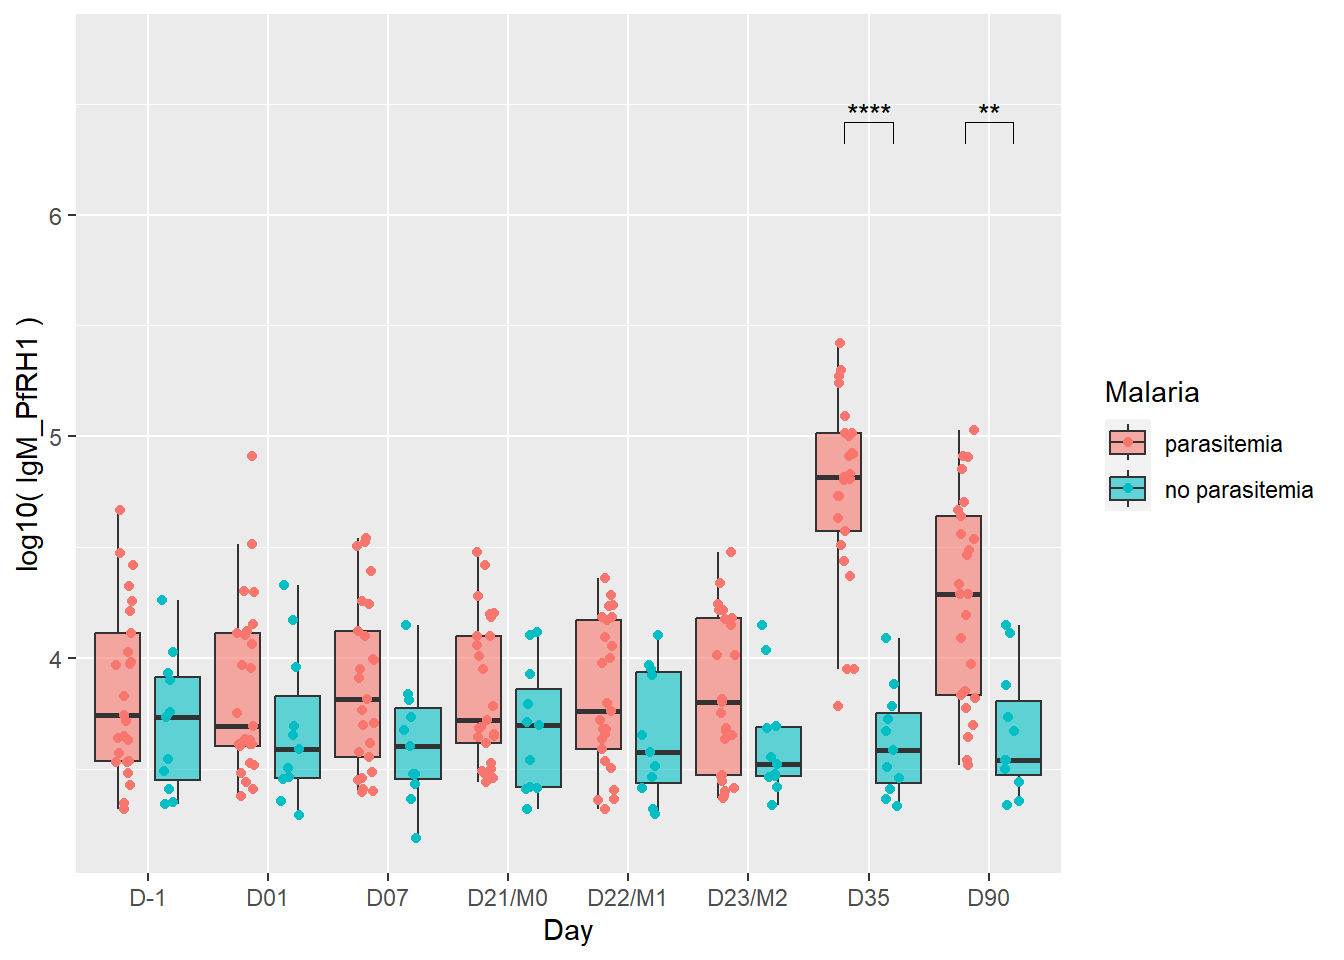 **** **
6
5
4
log10( IgM_PfRH1 )
D-1 D01 D07 D21/M0 D22/M1 D23/M2 D35 D90
Day
Malaria
parasitemia
no parasitemia